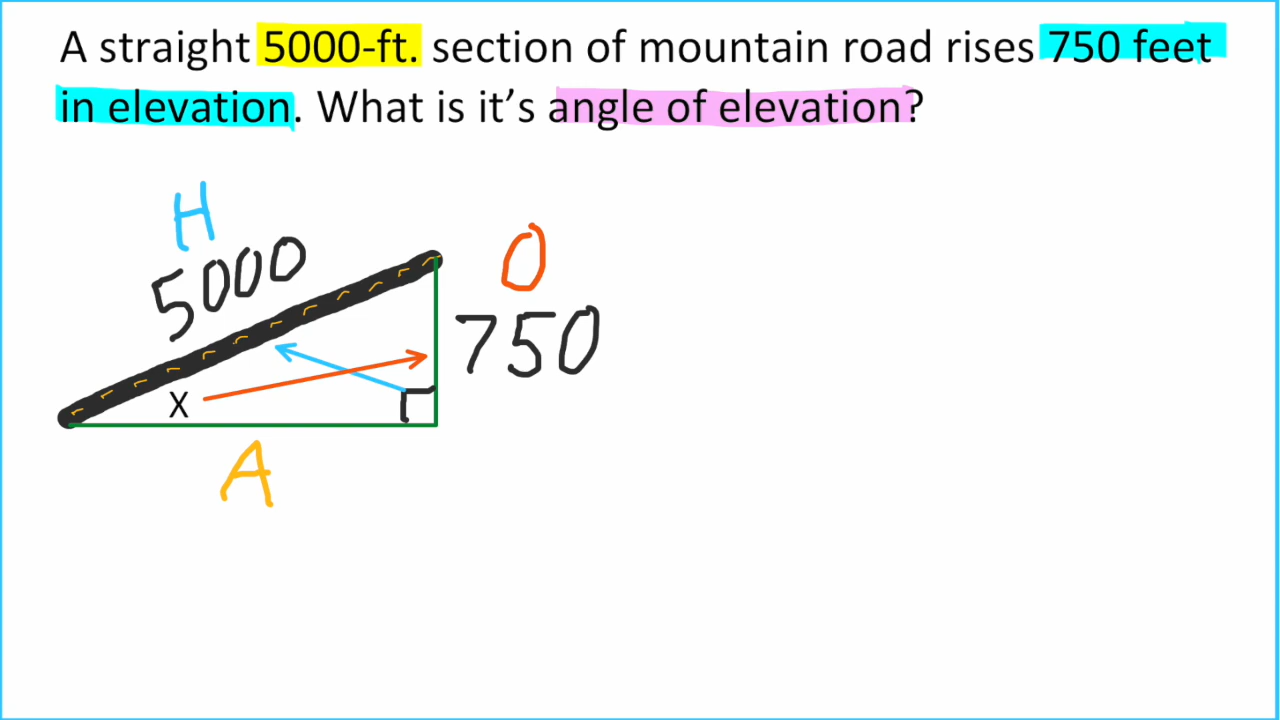 A straight 5000-ft. section of mountain road rises 750 feet
in elevation. What is it’s angle of elevation?
H
5000
O
750
X
A